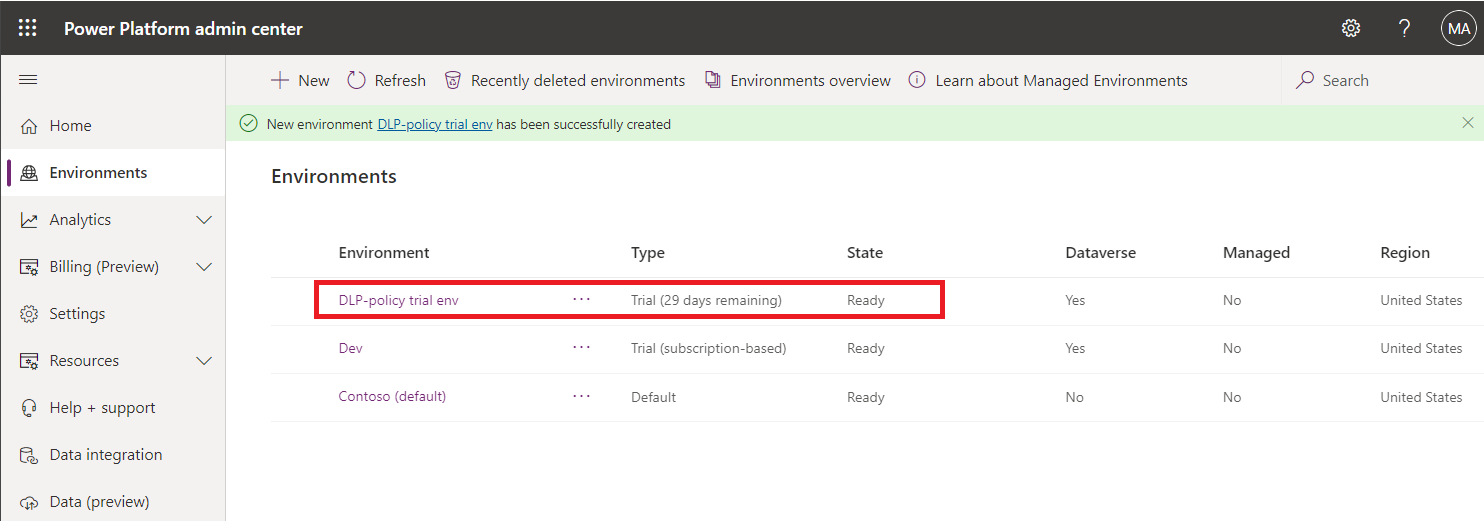 Power Platform admin center
?
MA
New
Refresh
Recently deleted environments
Environments overview
Learn about Managed Environments
Search
New environment DLP-policy trial env has been successfully created
Home
Environments
Analytics
Billing (Preview)
Settings
Resources
Help + support
Data integration
Data (preview)
Environments
Environment Type State Dataverse Managed Region
DLP-policy trial env ··· Trial (29 days remaining) Ready Yes No United States
Dev ··· Trial (subscription-based) Ready Yes No United States
Contoso (default) ··· Default Ready No No United States